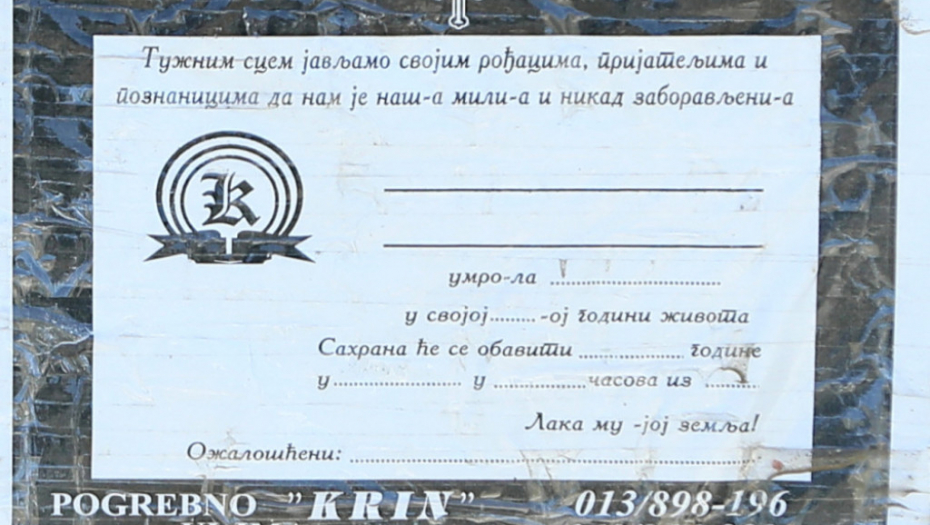 Тужним сцем јављамо својим рођацима, пријатељима и
познаницима да нам је наш-а мили-а и никад заборављени-а
K
умро-ла ........................................
у својој......... -ој години живота
Сахрана ће се обавити ........................ године
у............................. у .....................часова из ............
Лака му -јој земља!
Ожалошћени: ................................................................................
POGREBNO "KRIN" 013/898-196